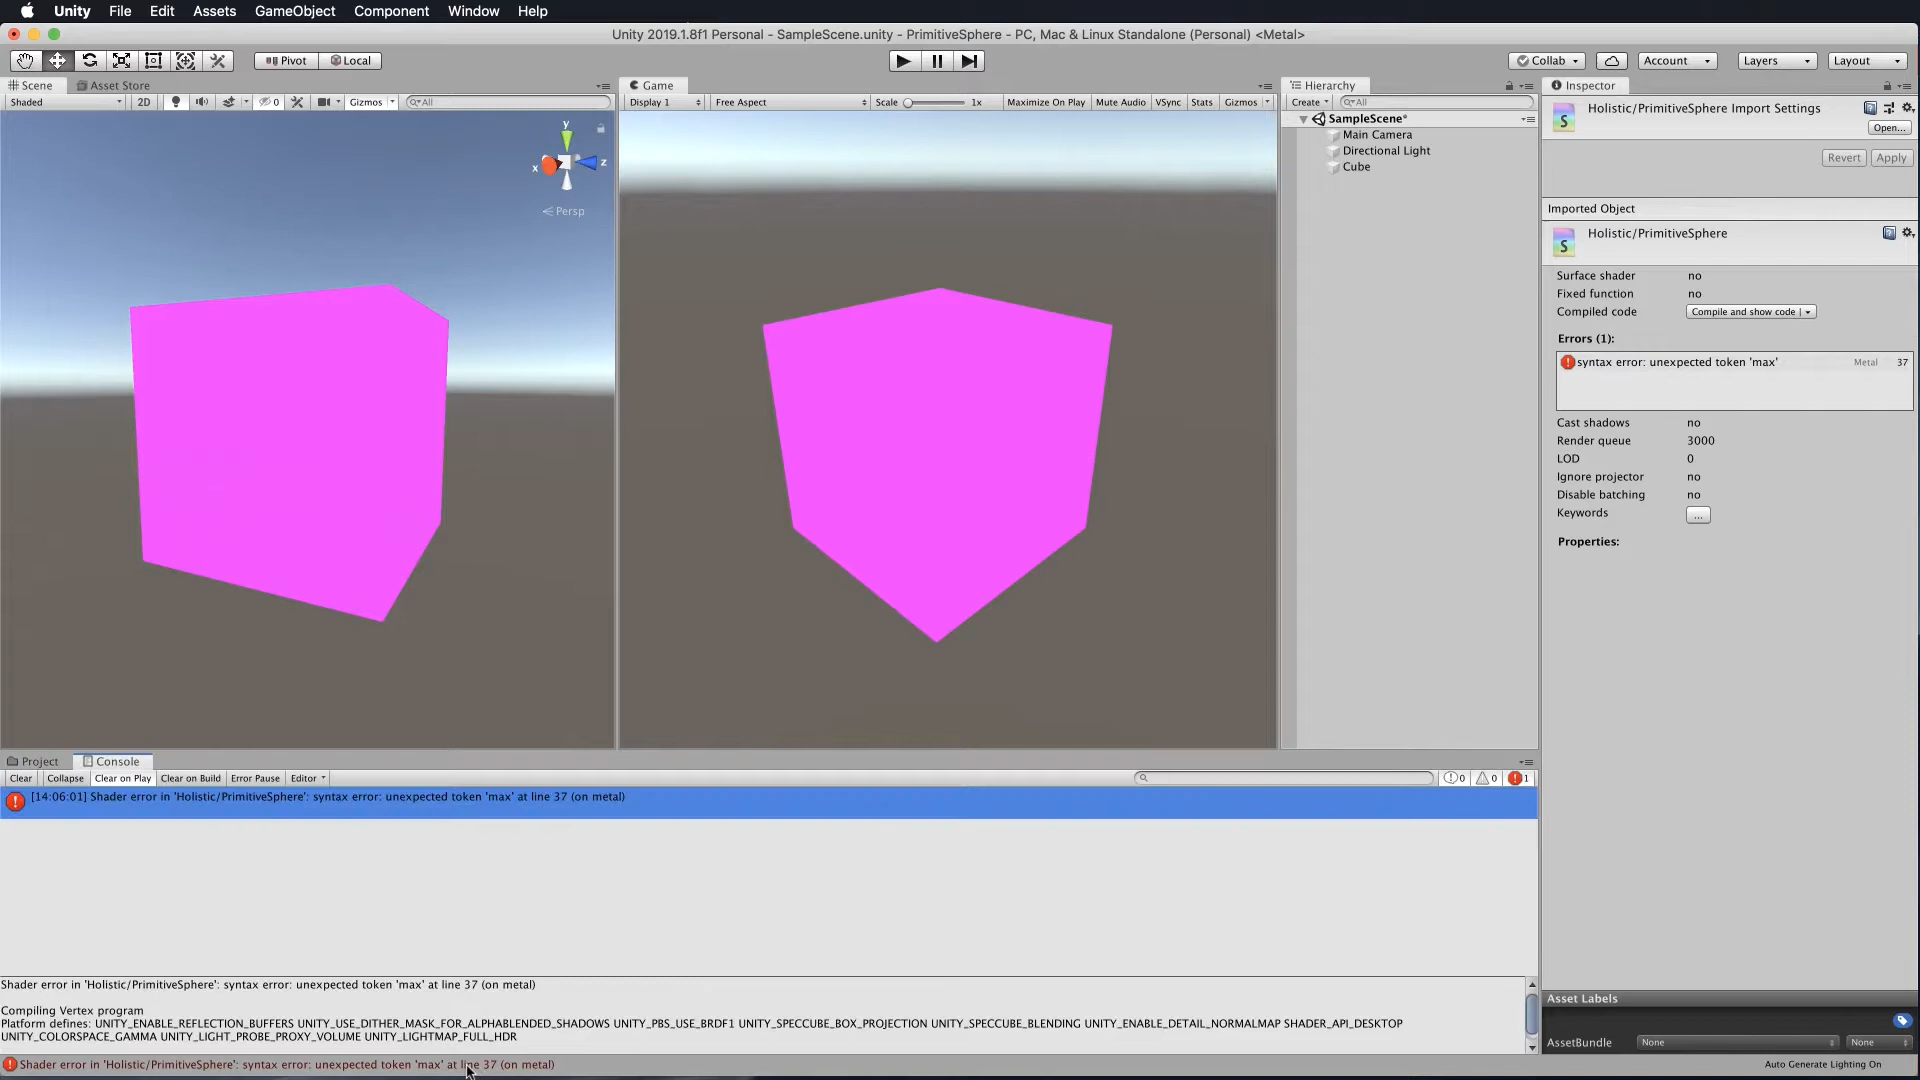 Unity File Edit Assets GameObject Component Window Help
Unity 2019.1.8f1 Personal - SampleScene.unity - PrimitiveSphere - PC, Mac & Linux Standalone (Personal) <Metal>
Pivot Local Collab Account Layers Layout
Scene Asset Store
Shaded 2D 0 Gizmos All
y
x
z
Persp
Game
Display 1 Free Aspect Scale 1x Maximize On Play Mute Audio VSync Stats Gizmos
Hierarchy
Create All
SampleScene*
Main Camera
Directional Light
Cube
Inspector
S
Holistic/PrimitiveSphere Import Settings
Open...
Revert Apply
Imported Object
S
Holistic/PrimitiveSphere
Surface shader no
Fixed function no
Compiled code Compile and show code
Errors (1):
syntax error: unexpected token 'max' Metal 37
Cast shadows no
Render queue 3000
LOD 0
Ignore projector no
Disable batching no
Keywords ...
Properties:
Project Console
Clear Collapse Clear on Play Clear on Build Error Pause Editor 0 0 1
[14:06:01] Shader error in 'Holistic/PrimitiveSphere': syntax error: unexpected token 'max' at line 37 (on metal)
Shader error in 'Holistic/PrimitiveSphere': syntax error: unexpected token 'max' at line 37 (on metal)
Compiling Vertex program
Platform defines: UNITY_ENABLE_REFLECTION_BUFFERS UNITY_USE_DITHER_MASK_FOR_ALPHABLENDED_SHADOWS UNITY_PBS_USE_BRDF1 UNITY_SPECCUBE_BOX_PROJECTION UNITY_SPECCUBE_BLENDING UNITY_ENABLE_DETAIL_NORMALMAP SHADER_API_DESKTOP
UNITY_COLORSPACE_GAMMA UNITY_LIGHT_PROBE_PROXY_VOLUME UNITY_LIGHTMAP_FULL_HDR
Shader error in 'Holistic/PrimitiveSphere': syntax error: unexpected token 'max' at line 37 (on metal)
Asset Labels
AssetBundle None None
Auto Generate Lighting On